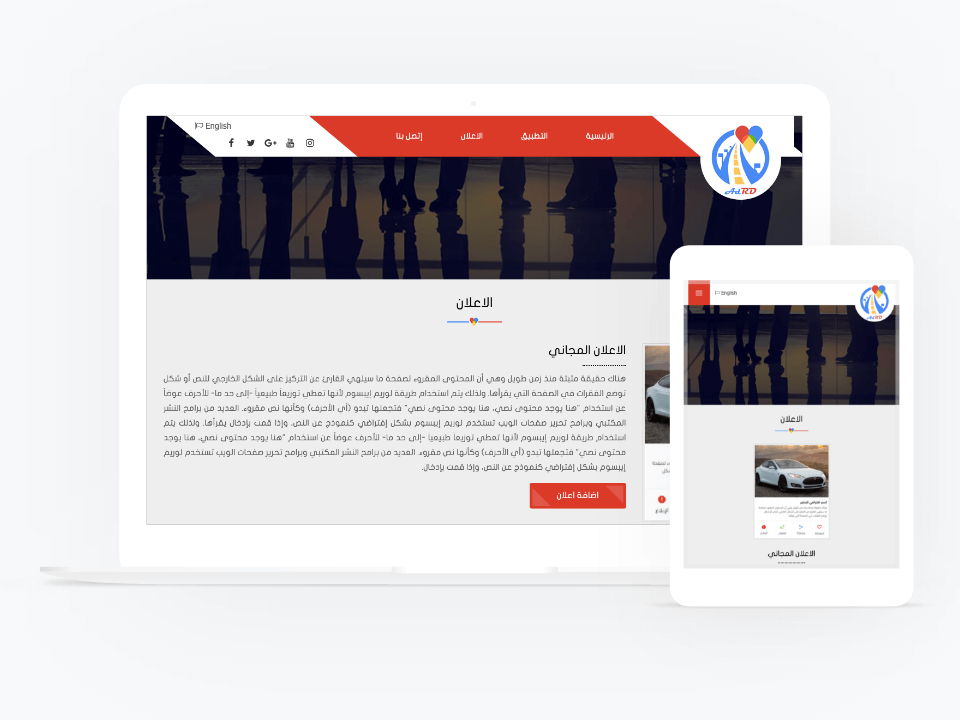 English
الرئيسية
التطبيق
الاعلان
إتصل بنا
AdRD
الاعلان
الاعلان المجاني
هناك حقيقة مثبتة منذ زمن طويل وهي أن المحتوى المقروء لصفحة ما سيلهي القارئ عن التركيز على الشكل الخارجي للنص أو شكل
توضع الفقرات في الصفحة التي يقرأها. ولذلك يتم استخدام طريقة لوريم إيبسوم لأنها تعطي توزيعاَ طبيعياَ -إلى حد ما- للأحرف عوضاً
عن استخدام "هنا يوجد محتوى نصي، هنا يوجد محتوى نصي" فتجعلها تبدو (أي الأحرف) وكأنها نص مقروء. العديد من برامح النشر
المكتبي وبرامح تحرير صفحات الويب تستخدم لوريم إيبسوم بشكل إفتراضي كنموذج عن النص، وإذا قمت بإدخال يقرأها. ولذلك يتم
استخدام طريقة لوريم إيبسوم لأنها تعطي توزيعاَ طبيعياَ -إلى حد ما- للأحرف عوضاً عن استخدام "هنا يوجد محتوى نصي، هنا يوجد
محتوى نصي" فتجعلها تبدو (أي الأحرف) وكأنها نص مقروء. العديد من برامح النشر المكتبي وبرامح تحرير صفحات الويب تستخدم لوريم
إيبسوم بشكل إفتراضي كنموذج عن النص، وإذا قمت بإدخال.
اضافة اعلان
English
AdRD
الاعلان
الاعلان المجاني